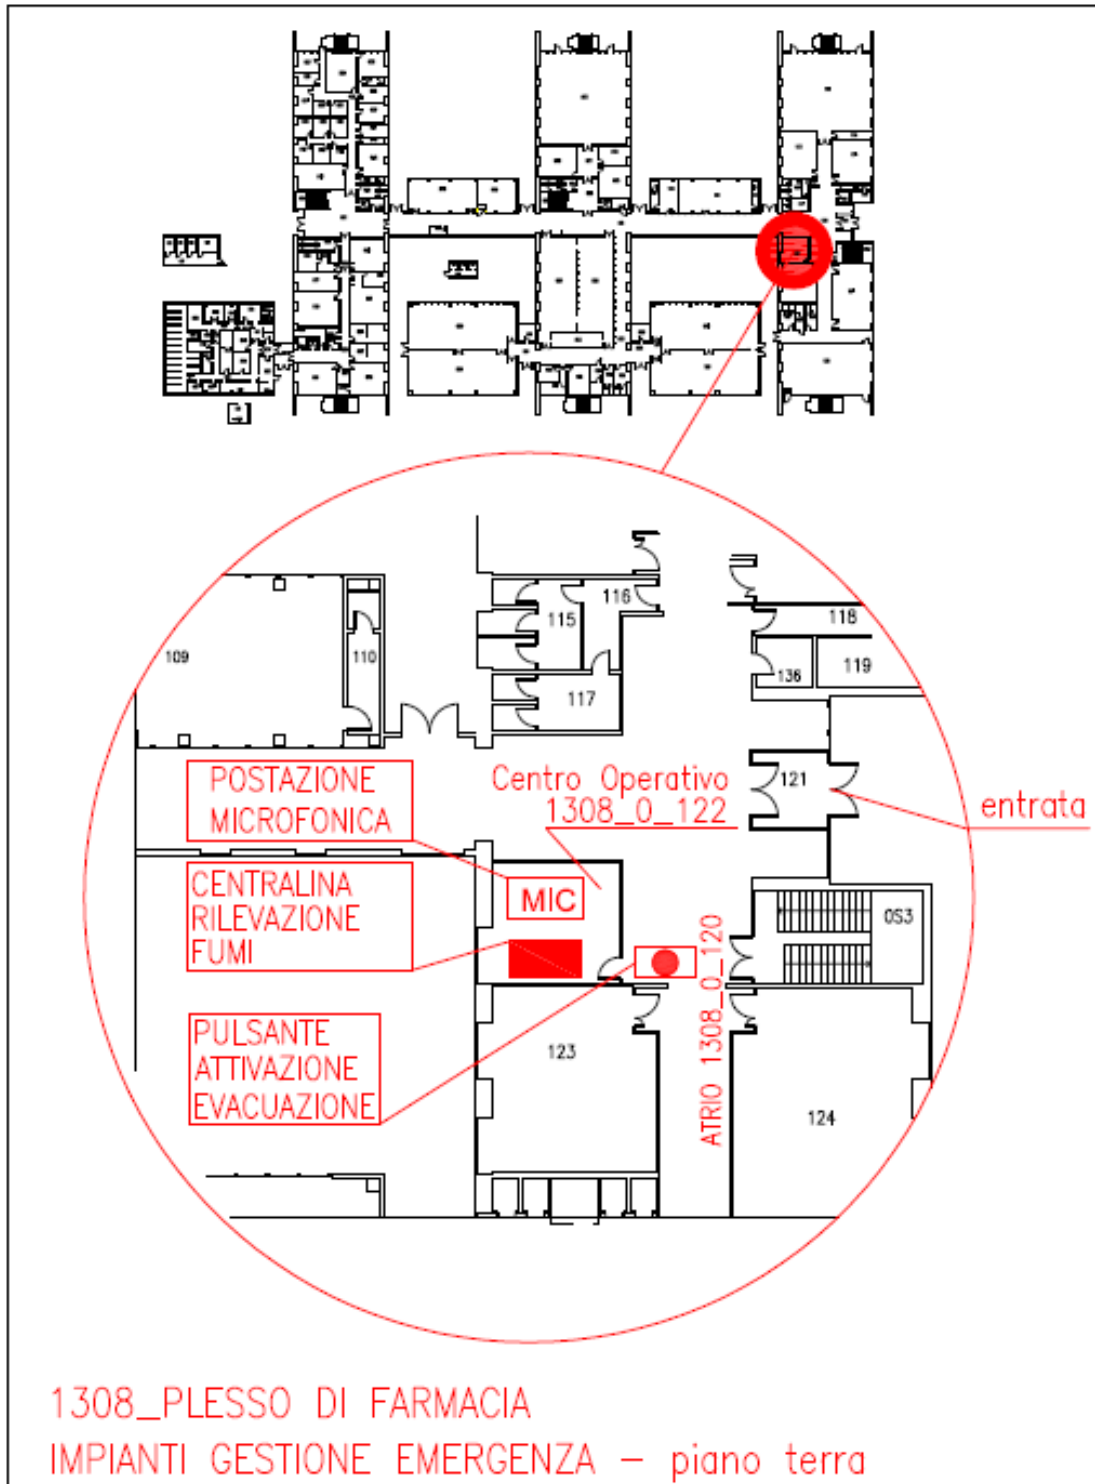 115
116
118
109
110
136
119
117
POSTAZIONE
MICROFONICA
Centro Operativo
1308_0_122
121
entrata
CENTRALINA
RILEVAZIONE
FUMI
MIC
0S3
ATRIO 1308_0_120
PULSANTE
ATTIVAZIONE
EVACUAZIONE
123
124
1308_PLESSO DI FARMACIA
IMPIANTI GESTIONE EMERGENZA – piano terra